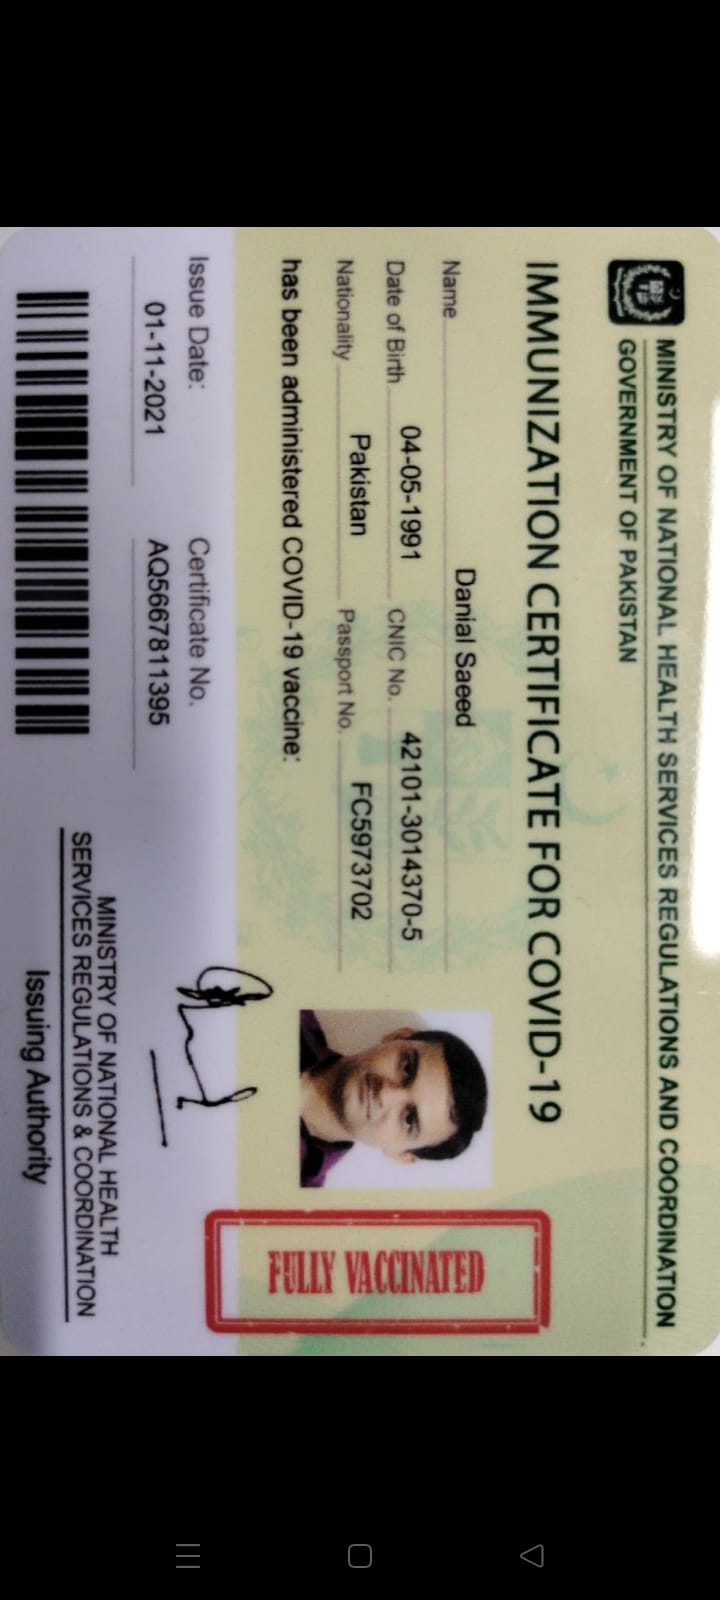 MINISTRY OF NATIONAL HEALTH SERVICES REGULATIONS AND COORDINATION
GOVERNMENT OF PAKISTAN
IMMUNIZATION CERTIFICATE FOR COVID-19
Name Danial Saeed
Date of Birth 04-05-1991 CNIC No. 42101-3014370-5
Nationality Pakistan Passport No. FC5973702
has been administered COVID-19 vaccine:
FULLY VACCINATED
Issue Date: Certificate No.
01-11-2021 AQ5667811395
MINISTRY OF NATIONAL HEALTH
SERVICES REGULATIONS & COORDINATION
Issuing Authority